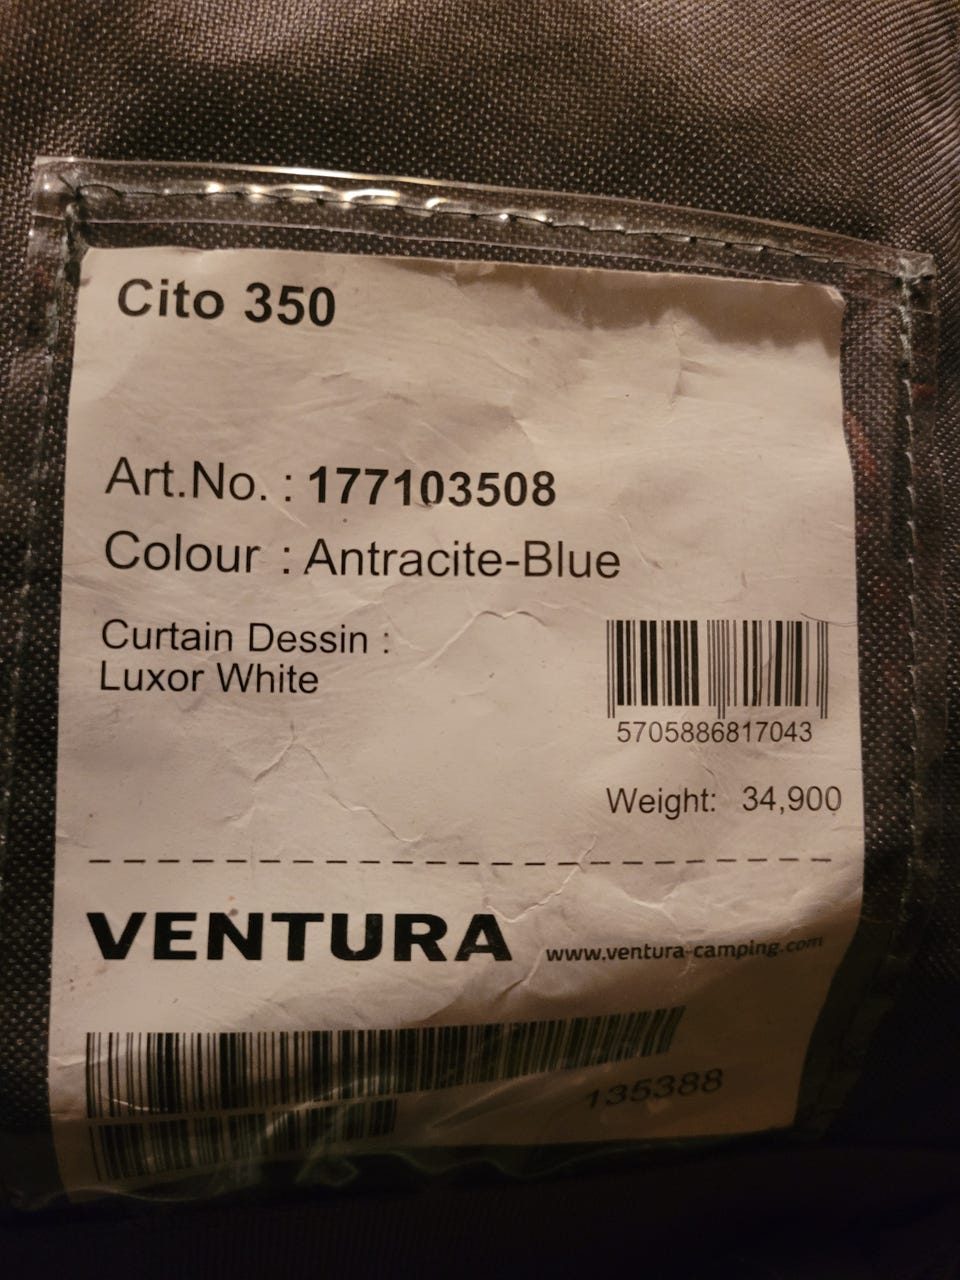 Cito 350
Art.No. : 177103508
Colour : Antracite-Blue
Curtain Dessin :
Luxor White
5705886817043
Weight: 34,900
VENTURA www.ventura-camping.com
135388